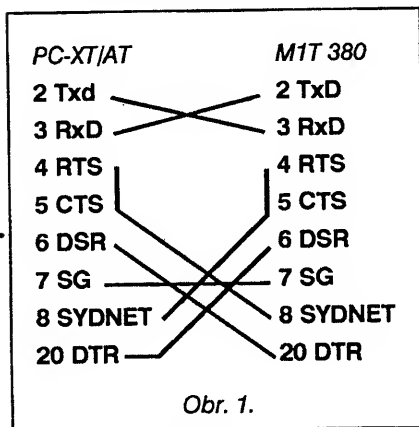 PC-XT/AT M1T 380
2 Txd 2 TxD
3 RxD 3 RxD
4 RTS 4 RTS
5 CTS 5 CTS
6 DSR 6 DSR
7 SG 7 SG
8 SYDNET 8 SYDNET
20 DTR 20 DTR
Obr. 1.